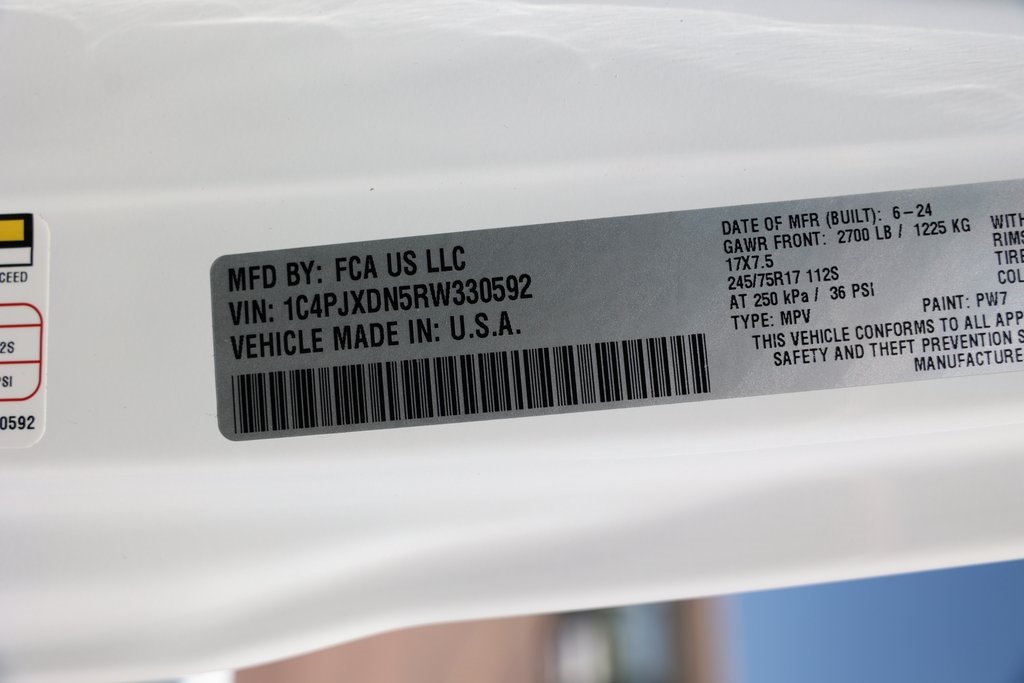 CEED
2S
PSI
0592
MFD BY: FCA US LLC
VIN: 1C4PJXDN5RW330592
VEHICLE MADE IN: U.S.A.
DATE OF MFR (BUILT): 6-24
GAWR FRONT: 2700 LB / 1225 KG
17X7.5
245/75R17 112S
AT 250 kPa / 36 PSI
TYPE: MPV
PAINT: PW7
THIS VEHICLE CONFORMS TO ALL APP
SAFETY AND THEFT PREVENTION S
MANUFACTURE
WITH
RIMS
TIRE
COL